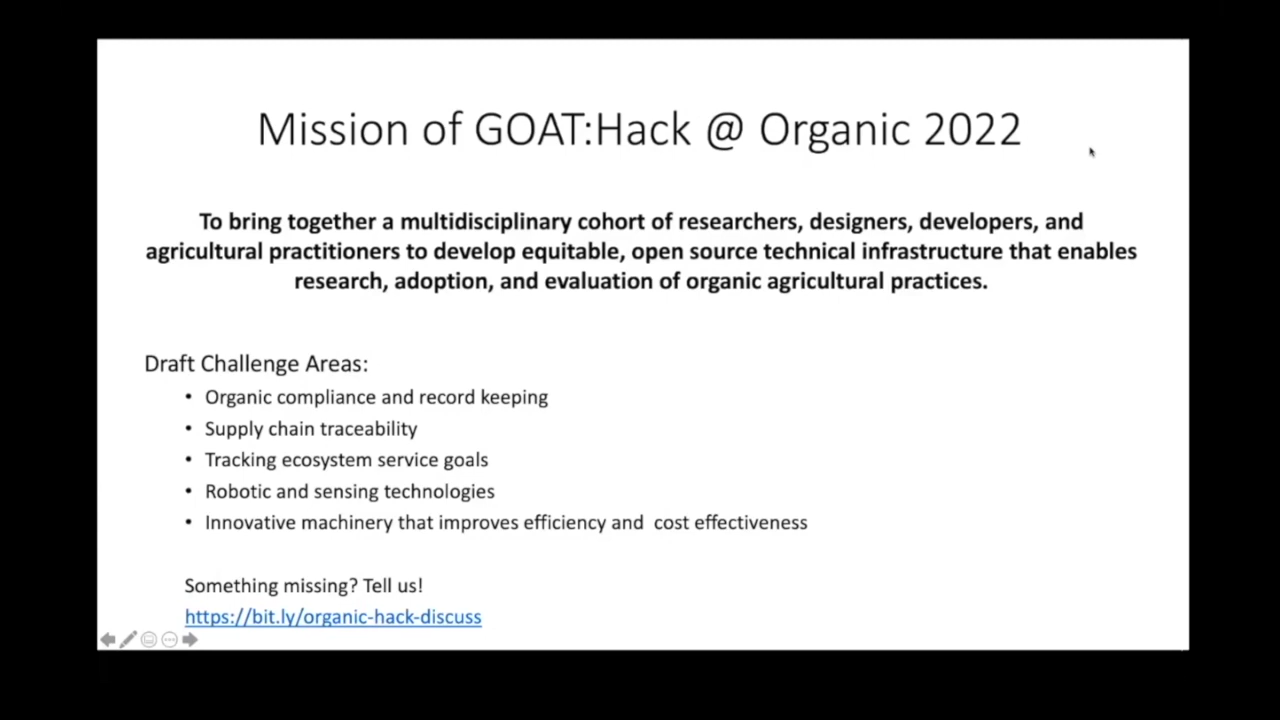 Mission of GOAT:Hack @ Organic 2022
To bring together a multidisciplinary cohort of researchers, designers, developers, and
agricultural practitioners to develop equitable, open source technical infrastructure that enables
research, adoption, and evaluation of organic agricultural practices.
Draft Challenge Areas:
• Organic compliance and record keeping
• Supply chain traceability
• Tracking ecosystem service goals
• Robotic and sensing technologies
• Innovative machinery that improves efficiency and  cost effectiveness
Something missing? Tell us!
https://bit.ly/organic-hack-discuss